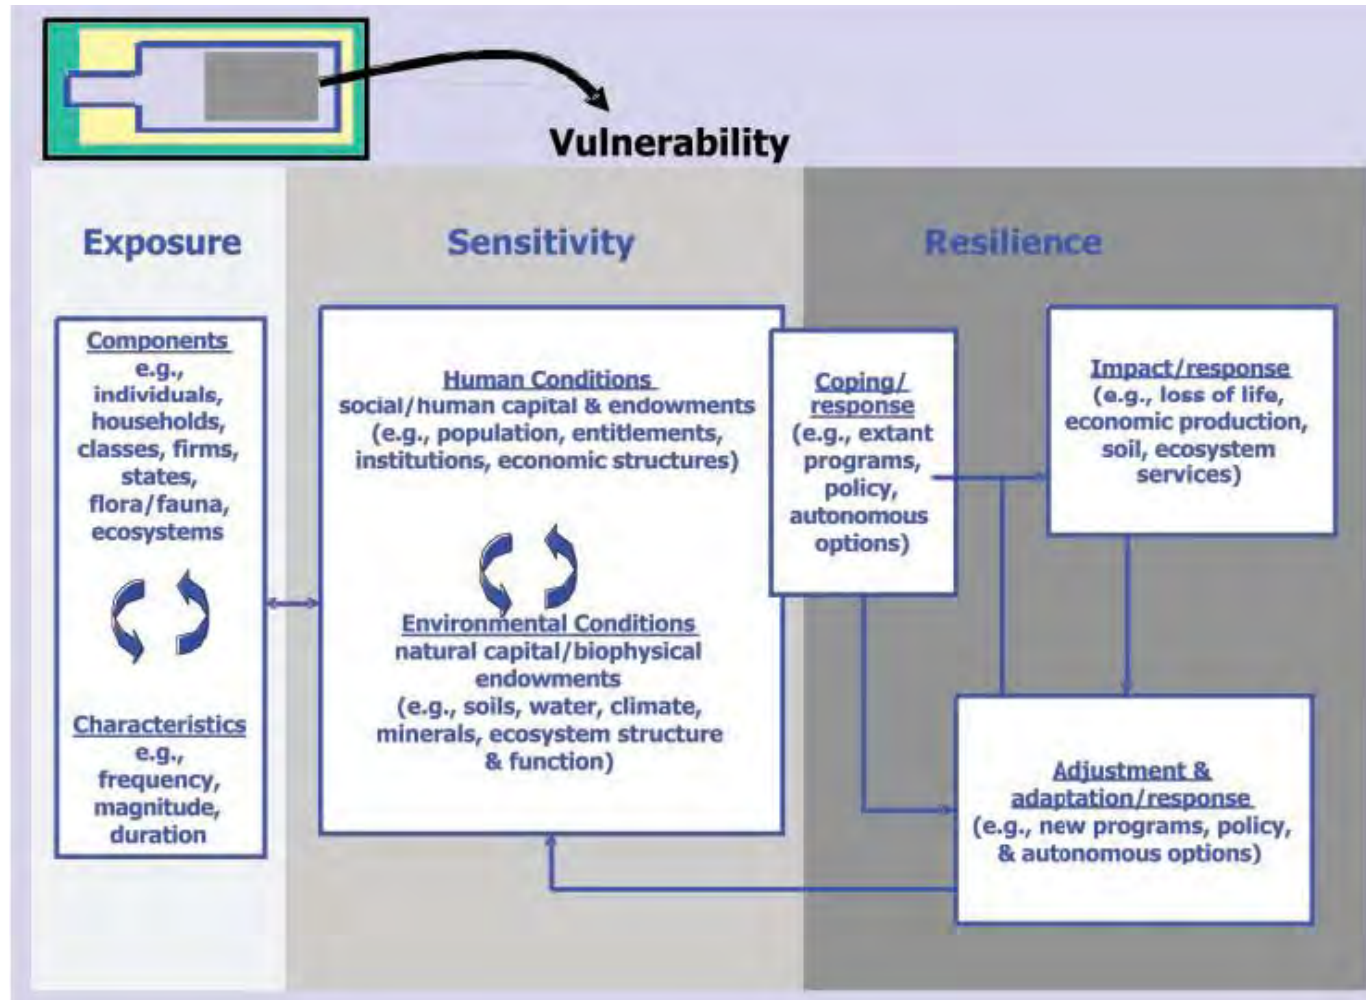 Vulnerability
Exposure
Sensitivity
Resilience
Components
e.g.,
individuals,
households,
classes, firms,
states,
flora/fauna,
ecosystems
Characteristics
e.g.,
frequency,
magnitude,
duration
Human Conditions
social/human capital & endowments
(e.g., population, entitlements,
institutions, economic structures)
Environmental Conditions
natural capital/biophysical
endowments
(e.g., soils, water, climate,
minerals, ecosystem structure
& function)
Coping/
response
(e.g., extant
programs,
policy,
autonomous
options)
Impact/response
(e.g., loss of life,
economic production,
soil, ecosystem
services)
Adjustment &
adaptation/response
(e.g., new programs, policy,
& autonomous options)